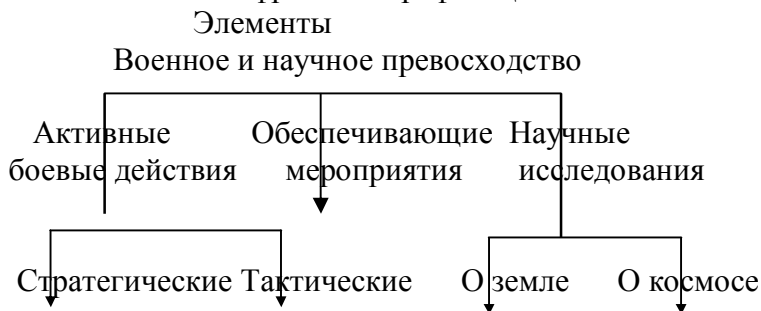 Элементы
Военное и научное превосходство
Активные Обеспечивающие Научные
боевые действия мероприятия исследования
Стратегические Тактические О земле О космосе